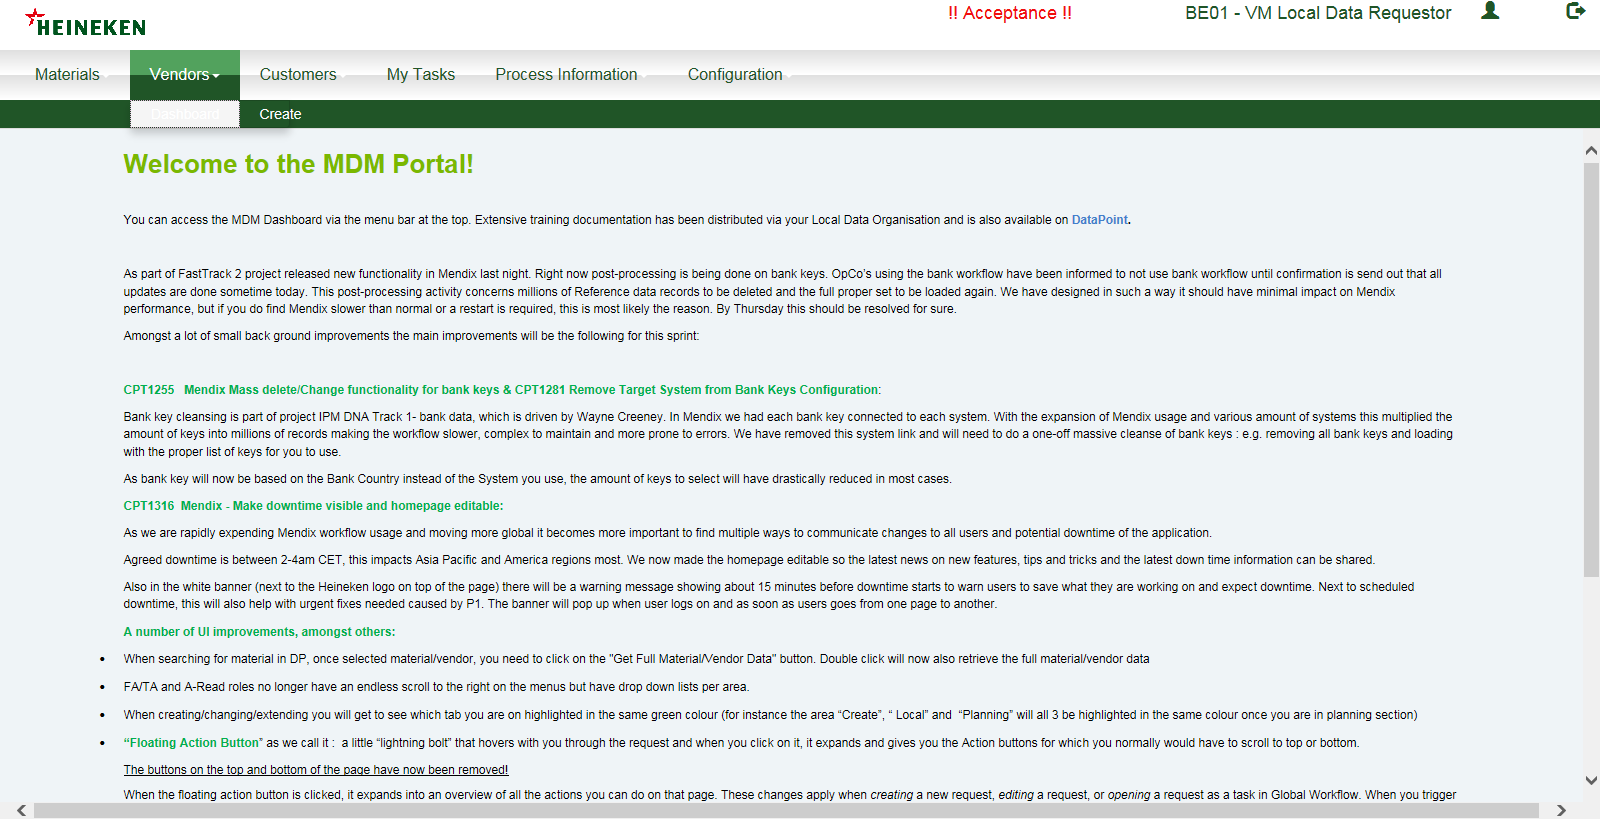 HEINEKEN
!! Acceptance !!
BE01 - VM Local Data Requestor
Materials
Vendors
Customers
My Tasks
Process Information
Configuration
Dashboard
Create
Welcome to the MDM Portal!
You can access the MDM Dashboard via the menu bar at the top. Extensive training documentation has been distributed via your Local Data Organisation and is also available on DataPoint.
As part of FastTrack 2 project released new functionality in Mendix last night. Right now post-processing is being done on bank keys. OpCo's using the bank workflow have been informed to not use bank workflow until confirmation is send out that all
updates are done sometime today. This post-processing activity concerns millions of Reference data records to be deleted and the full proper set to be loaded again. We have designed in such a way it should have minimal impact on Mendix
performance, but if you do find Mendix slower than normal or a restart is required, this is most likely the reason. By Thursday this should be resolved for sure.
Amongst a lot of small back ground improvements the main improvements will be the following for this sprint:
CPT1255   Mendix Mass delete/Change functionality for bank keys & CPT1281 Remove Target System from Bank Keys Configuration:
Bank key cleansing is part of project IPM DNA Track 1- bank data, which is driven by Wayne Creeney. In Mendix we had each bank key connected to each system. With the expansion of Mendix usage and various amount of systems this multiplied the
amount of keys into millions of records making the workflow slower, complex to maintain and more prone to errors. We have removed this system link and will need to do a one-off massive cleanse of bank keys : e.g. removing all bank keys and loading
with the proper list of keys for you to use.
As bank key will now be based on the Bank Country instead of the System you use, the amount of keys to select will have drastically reduced in most cases.
CPT1316  Mendix - Make downtime visible and homepage editable:
As we are rapidly expending Mendix workflow usage and moving more global it becomes more important to find multiple ways to communicate changes to all users and potential downtime of the application.
Agreed downtime is between 2-4am CET, this impacts Asia Pacific and America regions most. We now made the homepage editable so the latest news on new features, tips and tricks and the latest down time information can be shared.
Also in the white banner (next to the Heineken logo on top of the page) there will be a warning message showing about 15 minutes before downtime starts to warn users to save what they are working on and expect downtime. Next to scheduled
downtime, this will also help with urgent fixes needed caused by P1. The banner will pop up when user logs on and as soon as users goes from one page to another.
A number of UI improvements, amongst others:
• When searching for material in DP, once selected material/vendor, you need to click on the "Get Full Material/Vendor Data" button. Double click will now also retrieve the full material/vendor data
• FA/TA and A-Read roles no longer have an endless scroll to the right on the menus but have drop down lists per area.
• When creating/changing/extending you will get to see which tab you are on highlighted in the same green colour (for instance the area “Create”, “ Local” and  “Planning” will all 3 be highlighted in the same colour once you are in planning section)
• “Floating Action Button” as we call it :  a little “lightning bolt” that hovers with you through the request and when you click on it, it expands and gives you the Action buttons for which you normally would have to scroll to top or bottom.
The buttons on the top and bottom of the page have now been removed!
When the floating action button is clicked, it expands into an overview of all the actions you can do on that page. These changes apply when creating a new request, editing a request, or opening a request as a task in Global Workflow. When you trigger